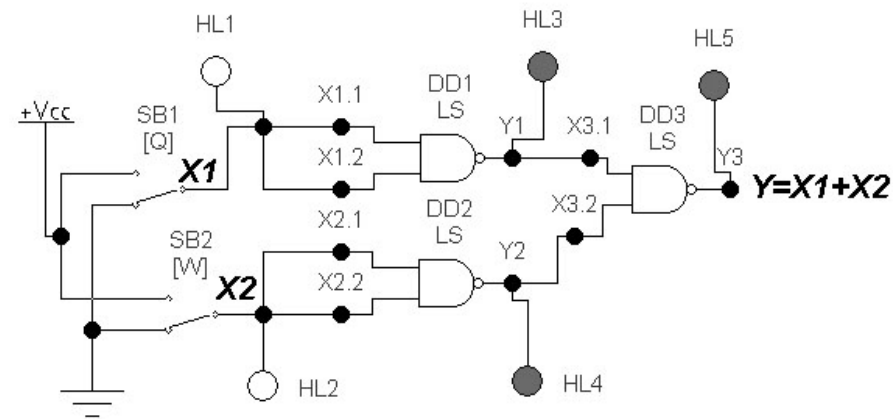 HL1
HL3
HL5
+Vcc
SB1
[Q]
X1
X1.1
X1.2
DD1
LS
Y1
X3.1
DD3
LS
Y3
Y=X1+X2
SB2
[W]
X2
X2.1
X2.2
DD2
LS
Y2
X3.2
HL2
HL4